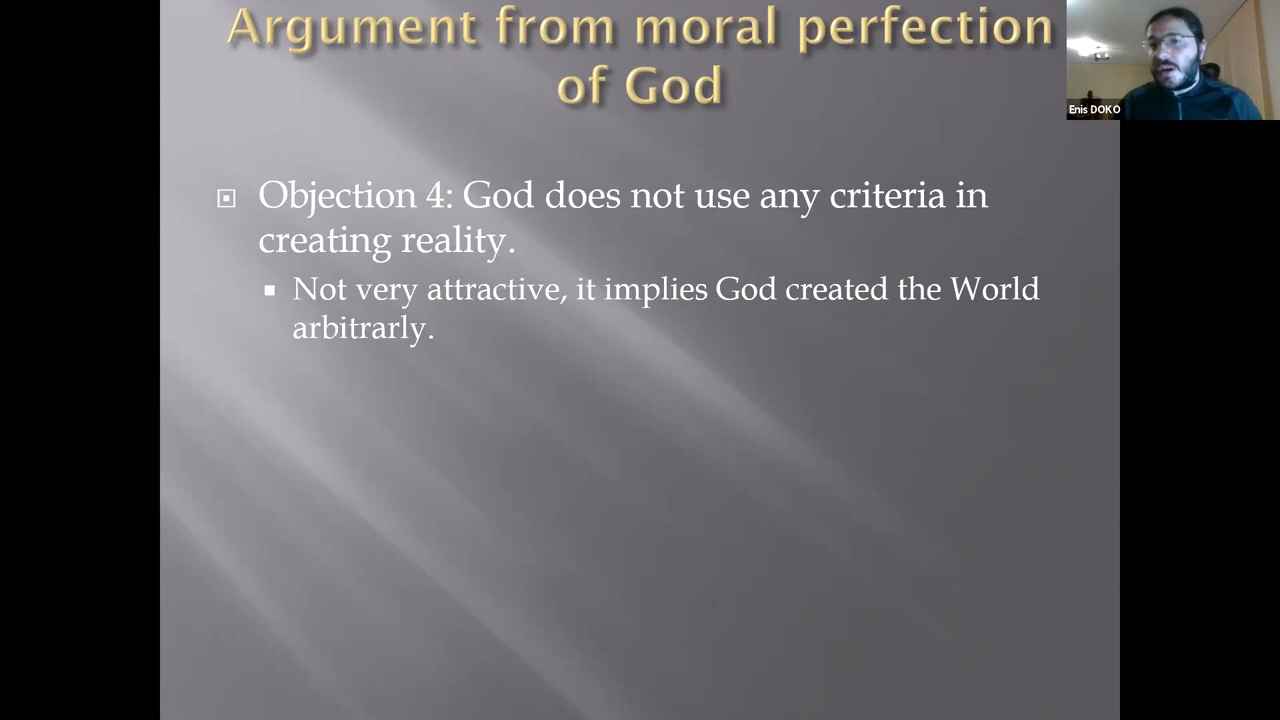 Argument from moral perfection
of God
Enis DOKO
Objection 4: God does not use any criteria in
creating reality.
Not very attractive, it implies God created the World
arbitrarly.